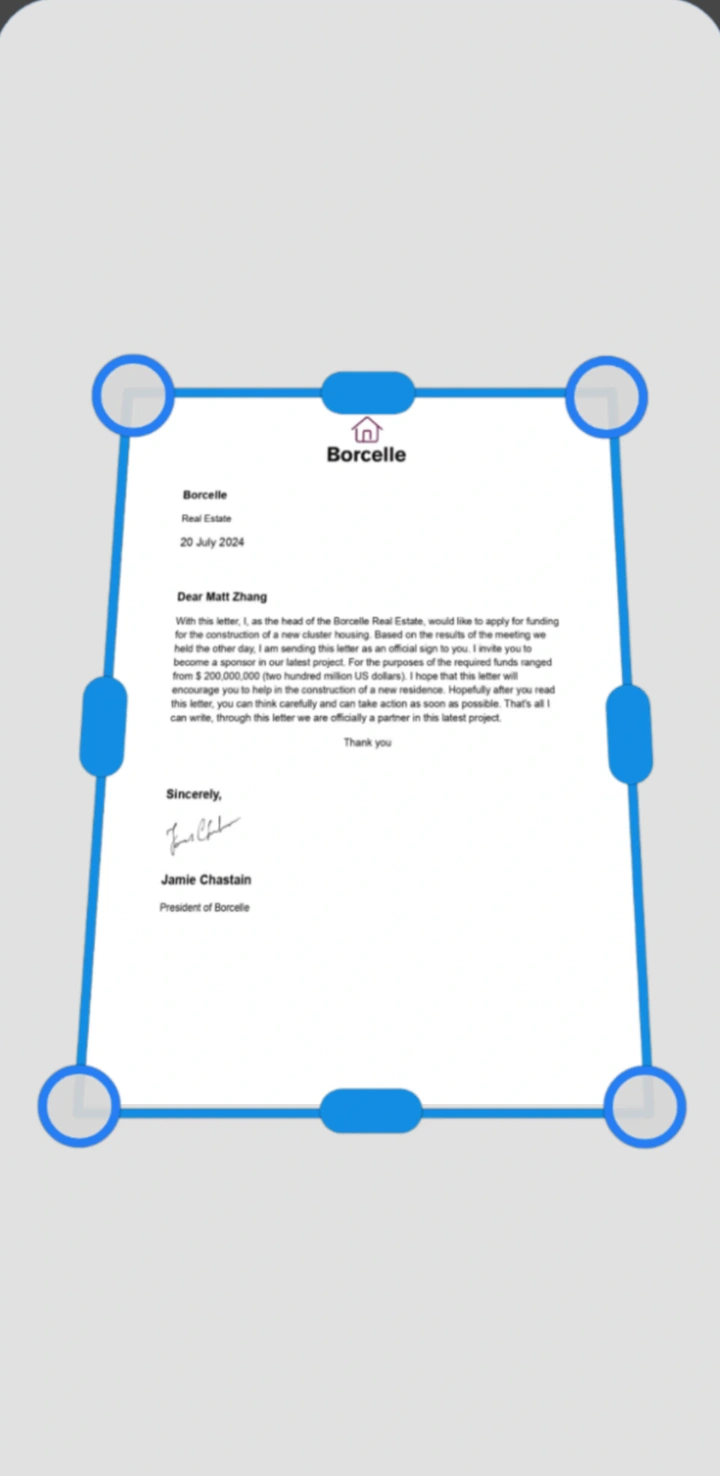 Borcelle
Borcelle
Real Estate
20 July 2024
Dear Matt Zhang
With this letter, I, as the head of the Borcelle Real Estate, would like to apply for funding
for the construction of a new cluster housing. Based on the results of the meeting we
held the other day, I am sending this letter as an official sign to you. I invite you to
become a sponsor in our latest project. For the purposes of the required funds ranged
from $ 200,000,000 (two hundred million US dollars). I hope that this letter will
encourage you to help in the construction of a new residence. Hopefully after you read
this letter, you can think carefully and can take action as soon as possible. That's all I
can write, through this letter we are officially a partner in this latest project.
Thank you
Sincerely,
Jamie Chastain
President of Borcelle